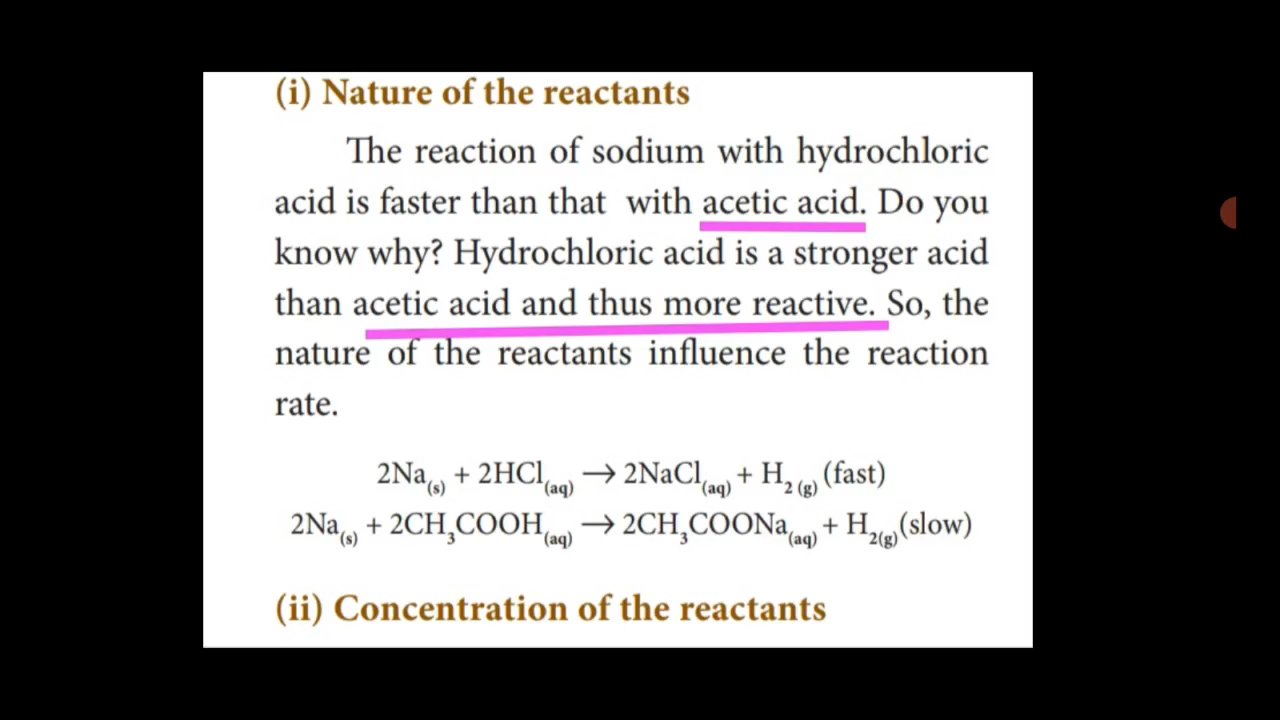 (i) Nature of the reactants
The reaction of sodium with hydrochloric
acid is faster than that with acetic acid. Do you
know why? Hydrochloric acid is a stronger acid
than acetic acid and thus more reactive. So, the
nature of the reactants influence the reaction
rate.
2Na(s) + 2HCl(aq) → 2NaCl(aq) + H2 (g) (fast)
2Na(s) + 2CH3COOH(aq) → 2CH3COONa(aq) + H2(g) (slow)
(ii) Concentration of the reactants